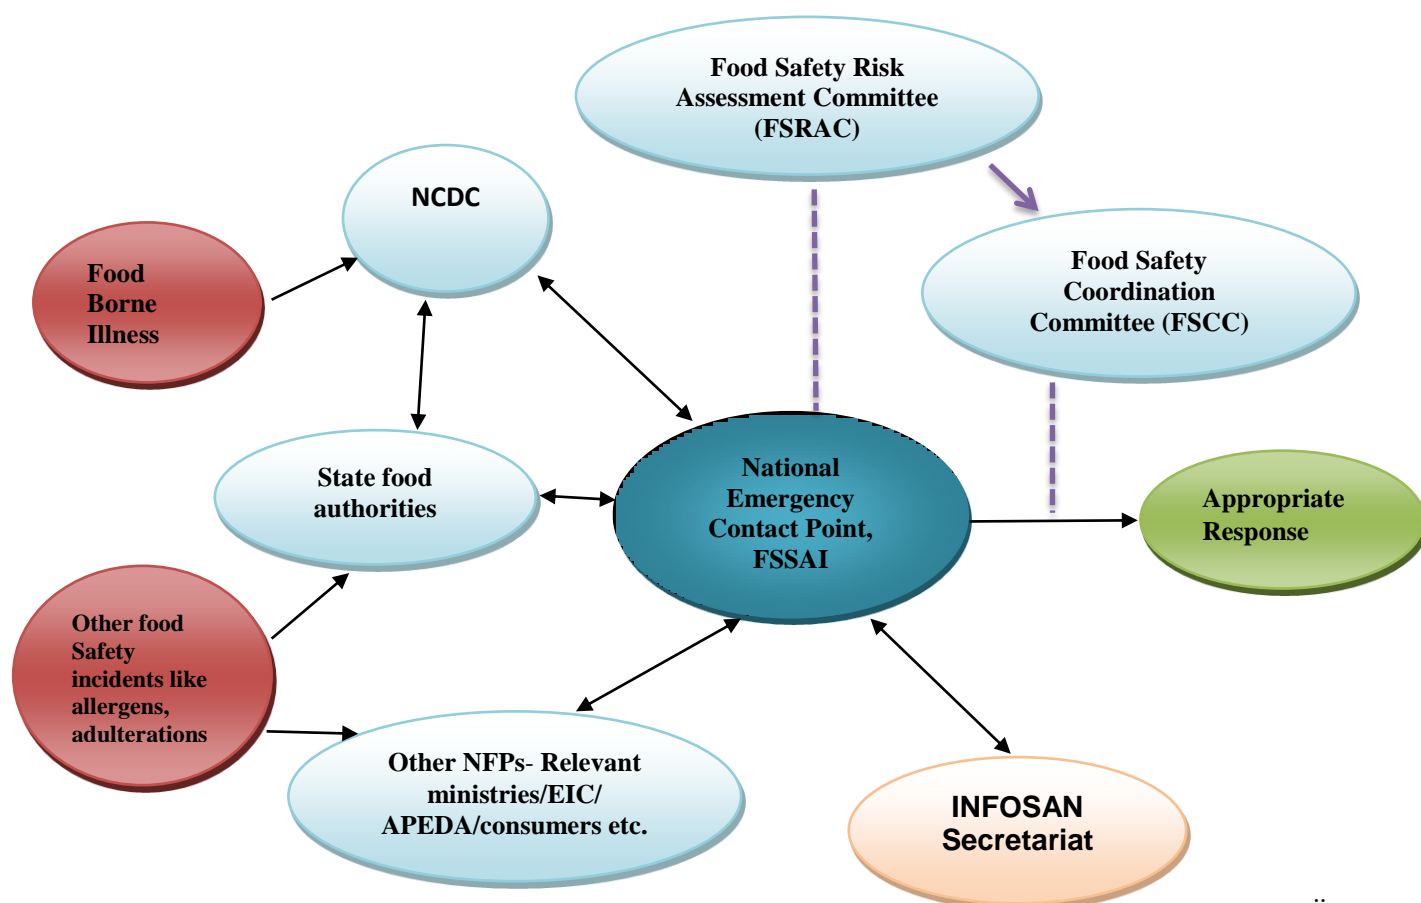 Food Safety Risk
Assessment Committee
(FSRAC)
NCDC
Food
Borne
Illness
Food Safety
Coordination
Committee (FSCC)
State food
authorities
National
Emergency
Contact Point,
FSSAI
Appropriate
Response
Other food
Safety
incidents like
allergens,
adulterations
Other NFPs- Relevant
ministries/EIC/
APEDA/consumers etc.
INFOSAN
Secretariat
..